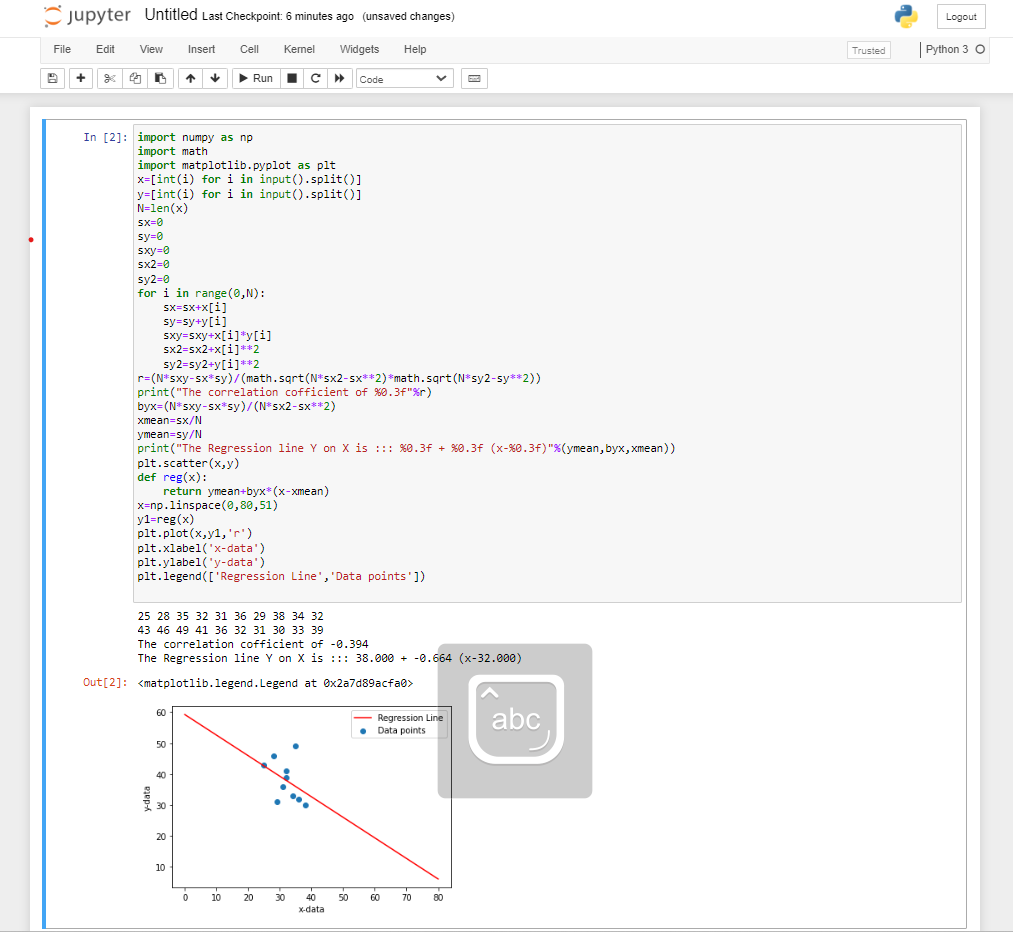 jupyter Untitled Last Checkpoint: 6 minutes ago (unsaved changes) Logout
File Edit View Insert Cell Kernel Widgets Help Trusted Python 3
Run Code
In [2]: import numpy as np
import math
import matplotlib.pyplot as plt
x=[int(i) for i in input().split()]
y=[int(i) for i in input().split()]
N=len(x)
sx=0
sy=0
sxy=0
sx2=0
sy2=0
for i in range(0,N):
    sx=sx+x[i]
    sy=sy+y[i]
    sxy=sxy+x[i]*y[i]
    sx2=sx2+x[i]**2
    sy2=sy2+y[i]**2
r=(N*sxy-sx*sy)/(math.sqrt(N*sx2-sx**2)*math.sqrt(N*sy2-sy**2))
print("The correlation cofficient of %0.3f"%r)
byx=(N*sxy-sx*sy)/(N*sx2-sx**2)
xmean=sx/N
ymean=sy/N
print("The Regression line Y on X is ::: %0.3f + %0.3f (x-%0.3f)"%(ymean,byx,xmean))
plt.scatter(x,y)
def reg(x):
    return ymean+byx*(x-xmean)
x=np.linspace(0,80,51)
y1=reg(x)
plt.plot(x,y1,'r')
plt.xlabel('x-data')
plt.ylabel('y-data')
plt.legend(['Regression Line','Data points'])
25 28 35 32 31 36 29 38 34 32
43 46 49 41 36 32 31 30 33 39
The correlation cofficient of -0.394
The Regression line Y on X is ::: 38.000 + -0.664 (x-32.000)
Out[2]: <matplotlib.legend.Legend at 0x2a7d89acfa0>
abc
Regression Line
Data points
60
50
40
30
20
10
y-data
0 10 20 30 40 50 60 70 80
x-data